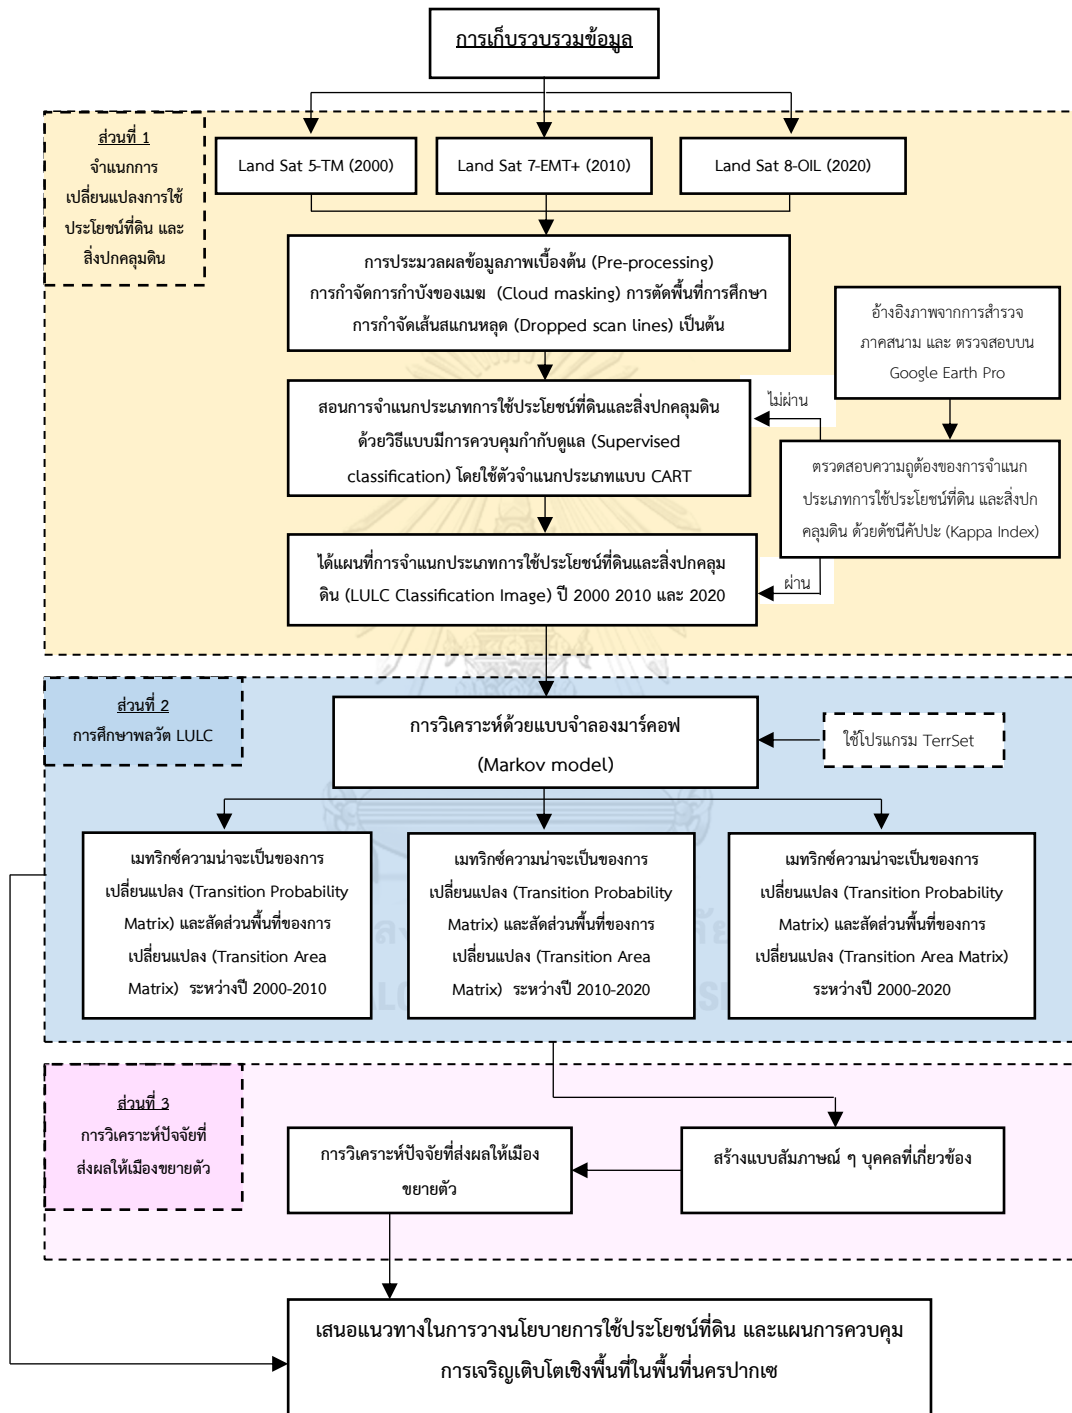 การเก็บรวบรวมข้อมูล
ส่วนที่ 1
จำแนกการ
เปลี่ยนแปลงการใช้
ประโยชน์ที่ดิน และ
สิ่งปกคลุมดิน
Land Sat 5-TM (2000)
Land Sat 7-EMT+ (2010)
Land Sat 8-OIL (2020)
การประมวลผลข้อมูลภาพเบื้องต้น (Pre-processing)
การกำจัดการกำบังของเมฆ (Cloud masking) การตัดพื้นที่การศึกษา
การกำจัดเส้นสแกนหลุด (Dropped scan lines) เป็นต้น
อ้างอิงภาพจากการสำรวจ
ภาคสนาม และ ตรวจสอบบน
Google Earth Pro
ไม่ผ่าน
สอนการจำแนกประเภทการใช้ประโยชน์ที่ดินและสิ่งปกคลุมดิน
ด้วยวิธีแบบมีการควบคุมกำกับดูแล (Supervised
classification) โดยใช้ตัวจำแนกประเภทแบบ CART
ตรวดสอบความถูต้องของการจำแนก
ประเภทการใช้ประโยชน์ที่ดิน และสิ่งปก
คลุมดิน ด้วยดัชนีคัปปะ (Kappa Index)
ผ่าน
ได้แผนที่การจำแนกประเภทการใช้ประโยชน์ที่ดินและสิ่งปกคลุม
ดิน (LULC Classification Image) ปี 2000 2010 และ 2020
ส่วนที่ 2
การศึกษาพลวัต LULC
การวิเคราะห์ด้วยแบบจำลองมาร์คอฟ
(Markov model)
ใช้โปรแกรม TerrSet
เมทริกซ์ความน่าจะเป็นของการ
เปลี่ยนแปลง (Transition Probability
Matrix) และสัดส่วนพื้นที่ของการ
เปลี่ยนแปลง (Transition Area
Matrix) ระหว่างปี 2000-2010
เมทริกซ์ความน่าจะเป็นของการ
เปลี่ยนแปลง (Transition Probability
Matrix) และสัดส่วนพื้นที่ของการ
เปลี่ยนแปลง (Transition Area
Matrix) ระหว่างปี 2010-2020
เมทริกซ์ความน่าจะเป็นของการ
เปลี่ยนแปลง (Transition Probability
Matrix) และสัดส่วนพื้นที่ของการ
เปลี่ยนแปลง (Transition Area Matrix)
ระหว่างปี 2000-2020
ส่วนที่ 3
การวิเคราะห์ปัจจัยที่
ส่งผลให้เมืองขยายตัว
การวิเคราะห์ปัจจัยที่ส่งผลให้เมือง
ขยายตัว
สร้างแบบสัมภาษณ์ ๆ บุคคลที่เกี่ยวข้อง
เสนอแนวทางในการวางนโยบายการใช้ประโยชน์ที่ดิน และแผนการควบคุม
การเจริญเติบโตเชิงพื้นที่ในพื้นที่นครปากเซ